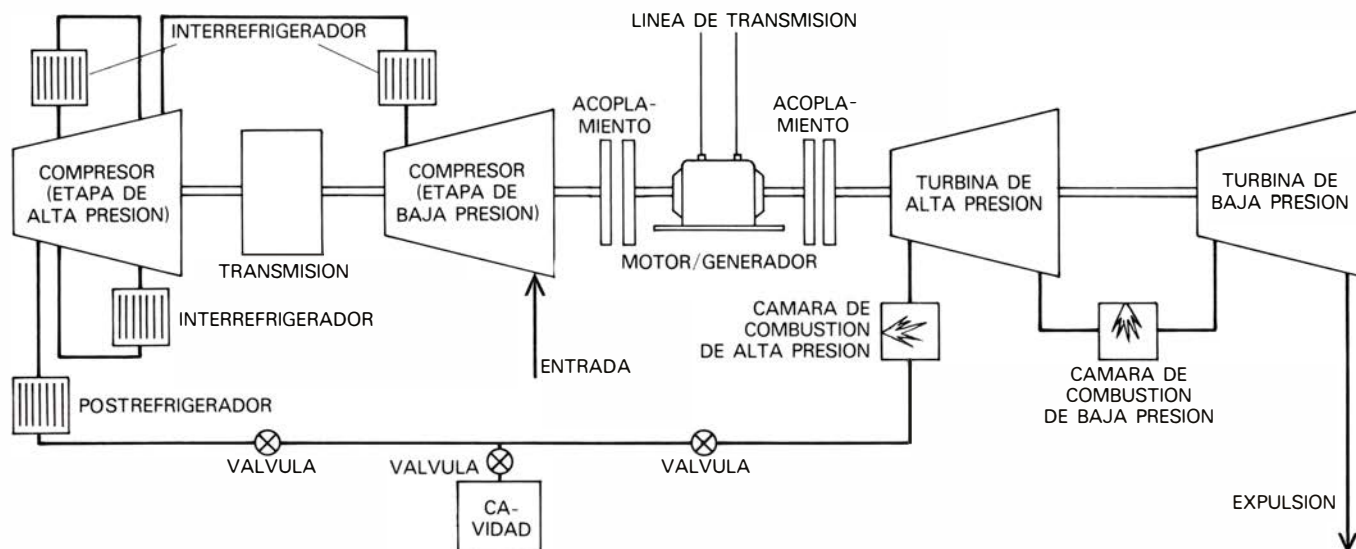 INTERREFRIGERADOR
LINEA DE TRANSMISION
ACOPLA-
MIENTO
ACOPLA-
MIENTO
COMPRESOR
(ETAPA DE
ALTA PRESION)
COMPRESOR
(ETAPA DE
BAJA PRESION)
TURBINA DE
ALTA PRESION
TURBINA DE
BAJA PRESION
TRANSMISION
MOTOR/GENERADOR
INTERREFRIGERADOR
CAMARA DE
COMBUSTION
DE ALTA PRESION
ENTRADA
CAMARA DE
COMBUSTION
DE BAJA PRESION
POSTREFRIGERADOR
VALVULA
VALVULA
VALVULA
CA-
VIDAD
EXPULSION